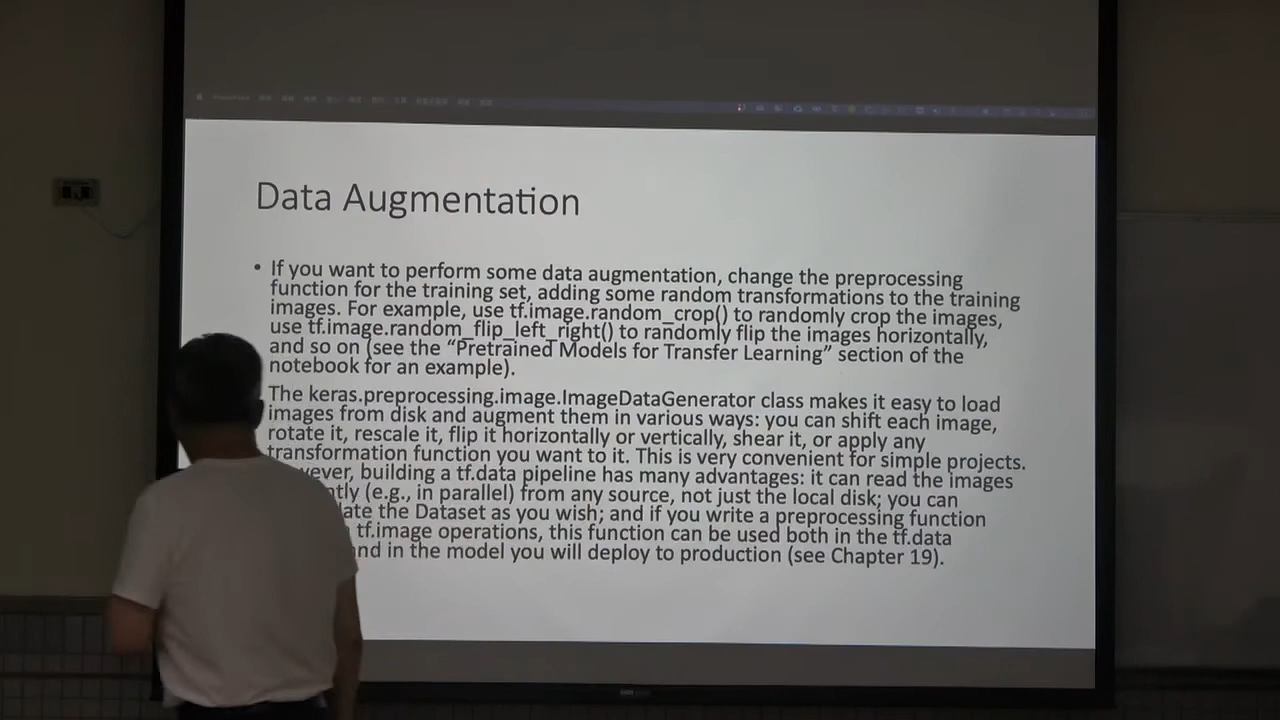 Data Augmentation
• If you want to perform some data augmentation, change the preprocessing
function for the training set, adding some random transformations to the training
images. For example, use tf.image.random_crop() to randomly crop the images,
use tf.image.random_flip_left_right() to randomly flip the images horizontally,
and so on (see the “Pretrained Models for Transfer Learning” section of the
notebook for an example).
The keras.preprocessing.image.ImageDataGenerator class makes it easy to load
images from disk and augment them in various ways: you can shift each image,
rotate it, rescale it, flip it horizontally or vertically, shear it, or apply any
transformation function you want to it. This is very convenient for simple projects.
building a tf.data pipeline has many advantages: it can read the images
(e.g., in parallel) from any source, not just the local disk; you can
the Dataset as you wish; and if you write a preprocessing function
tf.image operations, this function can be used both in the tf.data
and in the model you will deploy to production (see Chapter 19).